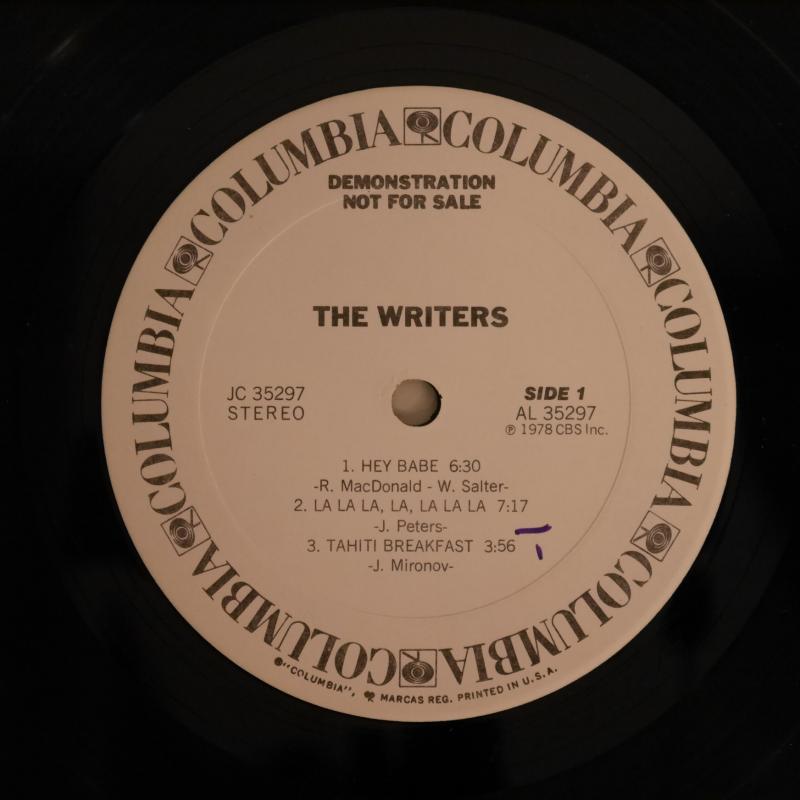 COLUMBIA COLUMBIA COLUMBIA COLUMBIA COLUMBIA COLUMBIA COLUMBIA COLUMBIA
DEMONSTRATION
NOT FOR SALE
THE WRITERS
JC 35297
STEREO
SIDE 1
AL 35297
℗ 1978 CBS Inc.
1. HEY BABE 6:30
-R. MacDonald - W. Salter-
2. LA LA LA, LA, LA LA LA 7:17
-J. Peters-
3. TAHITI BREAKFAST 3:56
-J. Mironov-
"COLUMBIA", MARCAS REG. PRINTED IN U.S.A.